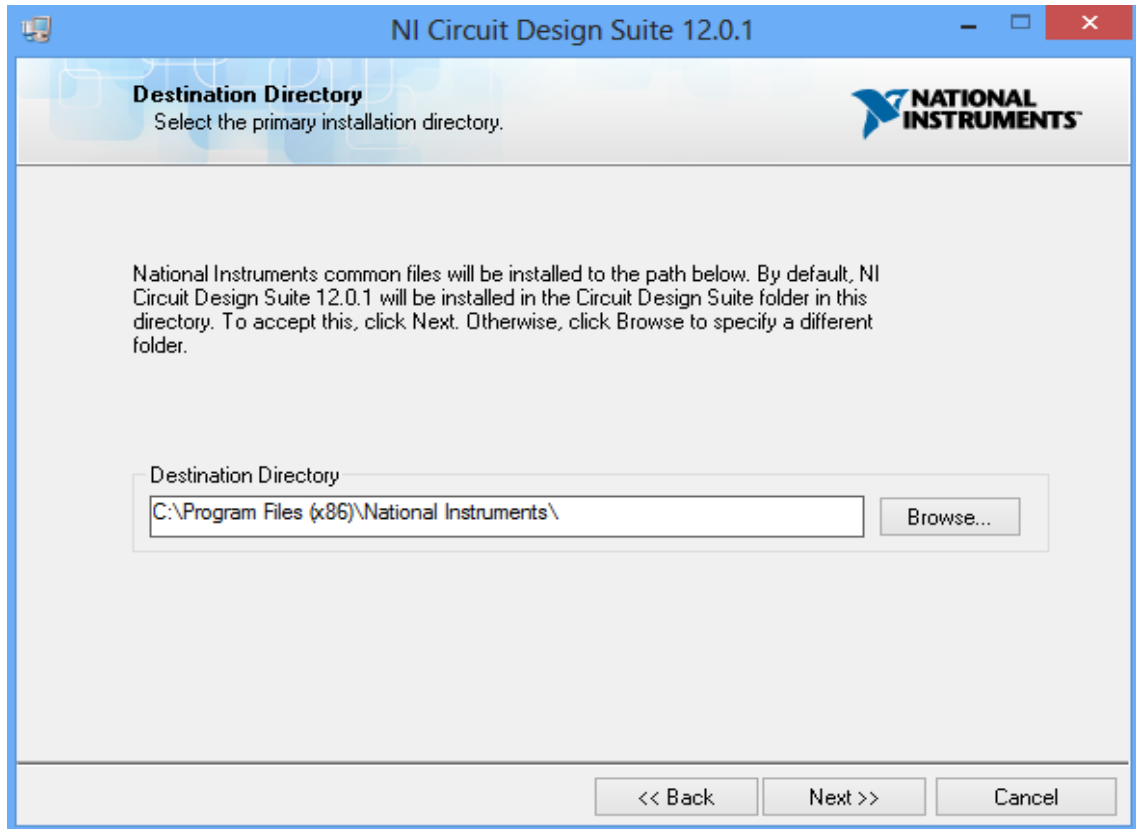 NI Circuit Design Suite 12.0.1
Destination Directory
Select the primary installation directory.
NATIONAL
INSTRUMENTS™
National Instruments common files will be installed to the path below. By default, NI
Circuit Design Suite 12.0.1 will be installed in the Circuit Design Suite folder in this
directory. To accept this, click Next. Otherwise, click Browse to specify a different
folder.
Destination Directory
C:\Program Files (x86)\National Instruments\
Browse...
<< Back
Next >>
Cancel